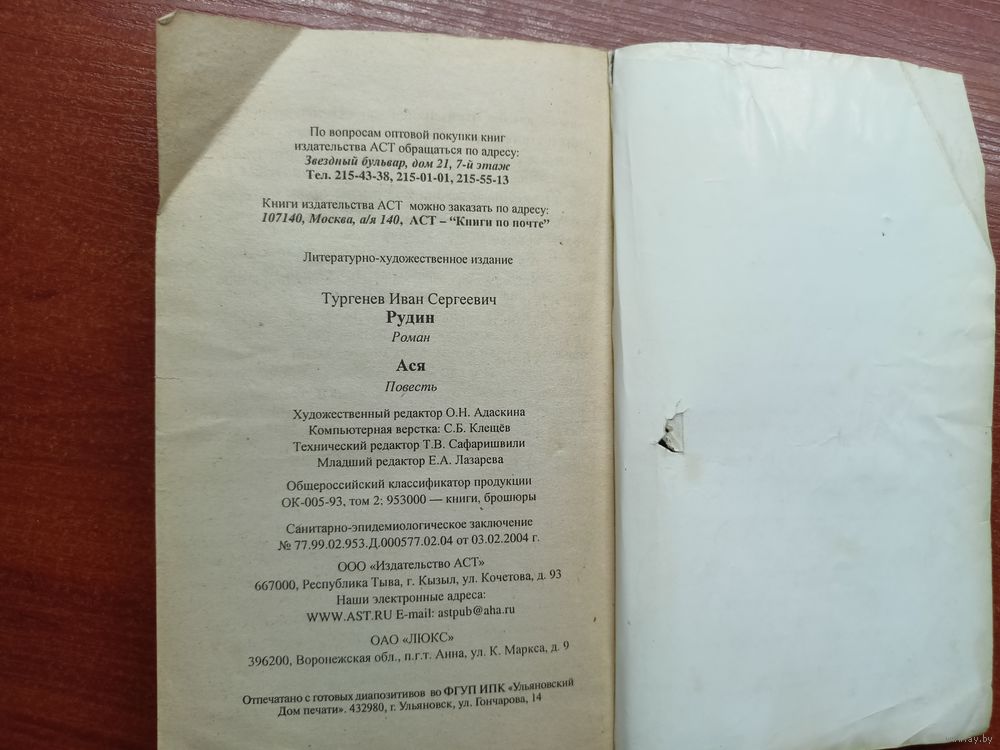 По вопросам оптовой покупки книг
издательства АСТ обращаться по адресу:
Звездный бульвар, дом 21, 7-й этаж
Тел. 215-43-38, 215-01-01, 215-55-13
Книги издательства АСТ можно заказать по адресу:
107140, Москва, а/я 140, АСТ – “Книги по почте”
Литературно-художественное издание
Тургенев Иван Сергеевич
Рудин
Роман
Ася
Повесть
Художественный редактор О.Н. Адаскина
Компьютерная верстка: С.Б. Клещёв
Технический редактор Т.В. Сафаришвили
Младший редактор Е.А. Лазарева
Общероссийский классификатор продукции
ОК-005-93, том 2; 953000 — книги, брошюры
Санитарно-эпидемиологическое заключение
№ 77.99.02.953.Д.000577.02.04 от 03.02.2004 г.
ООО «Издательство АСТ»
667000, Республика Тыва, г. Кызыл, ул. Кочетова, д. 93
Наши электронные адреса:
WWW.AST.RU E-mail: astpub@aha.ru
ОАО «ЛЮКС»
396200, Воронежская обл., п.г.т. Анна, ул. К. Маркса, д. 9
Отпечатано с готовых диапозитивов во ФГУП ИПК «Ульяновский
Дом печати». 432980, г. Ульяновск, ул. Гончарова, 14